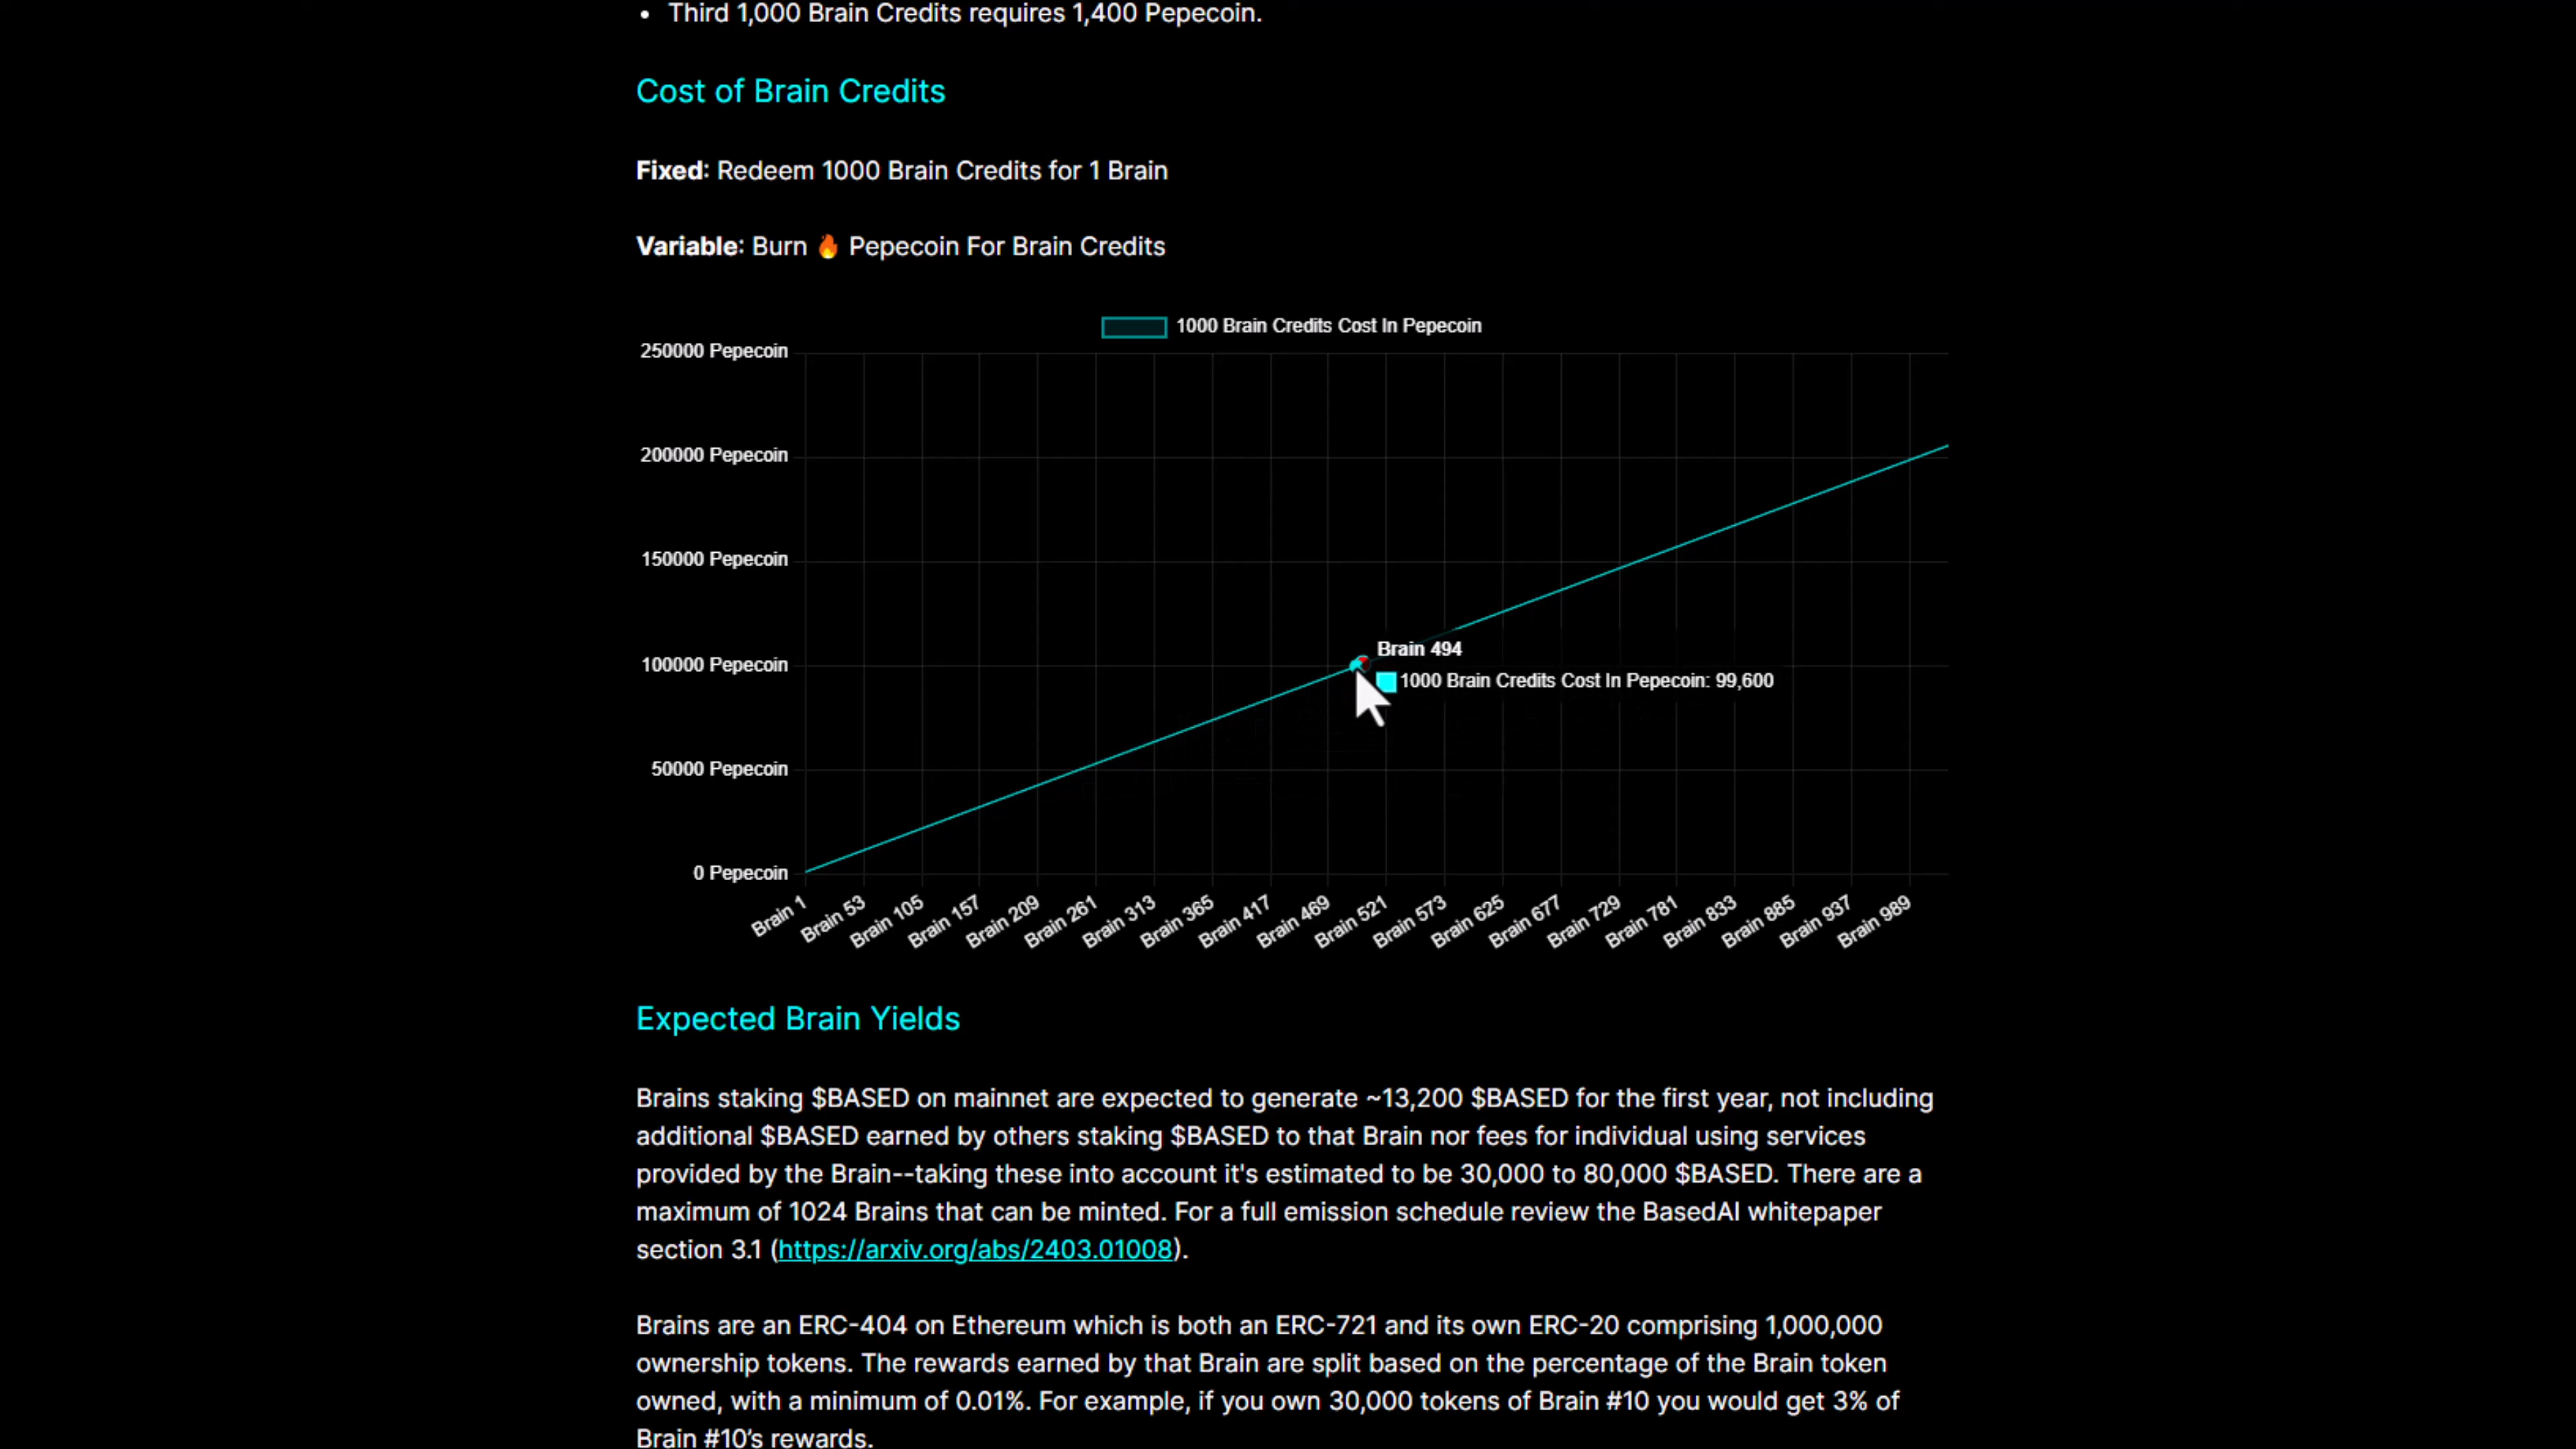 • Third 1,000 Brain Credits requires 1,400 Pepecoin.
Cost of Brain Credits
Fixed: Redeem 1000 Brain Credits for 1 Brain
Variable: Burn 🔥 Pepecoin For Brain Credits
1000 Brain Credits Cost In Pepecoin
250000 Pepecoin
200000 Pepecoin
150000 Pepecoin
100000 Pepecoin
50000 Pepecoin
0 Pepecoin
Brain 494
1000 Brain Credits Cost In Pepecoin: 99,600
Brain 1
Brain 53
Brain 105
Brain 157
Brain 209
Brain 261
Brain 313
Brain 365
Brain 417
Brain 469
Brain 521
Brain 573
Brain 625
Brain 677
Brain 729
Brain 781
Brain 833
Brain 885
Brain 937
Brain 989
Expected Brain Yields
Brains staking $BASED on mainnet are expected to generate ~13,200 $BASED for the first year, not including
additional $BASED earned by others staking $BASED to that Brain nor fees for individual using services
provided by the Brain--taking these into account it's estimated to be 30,000 to 80,000 $BASED. There are a
maximum of 1024 Brains that can be minted. For a full emission schedule review the BasedAI whitepaper
section 3.1 (https://arxiv.org/abs/2403.01008).
Brains are an ERC-404 on Ethereum which is both an ERC-721 and its own ERC-20 comprising 1,000,000
ownership tokens. The rewards earned by that Brain are split based on the percentage of the Brain token
owned, with a minimum of 0.01%. For example, if you own 30,000 tokens of Brain #10 you would get 3% of
Brain #10's rewards.